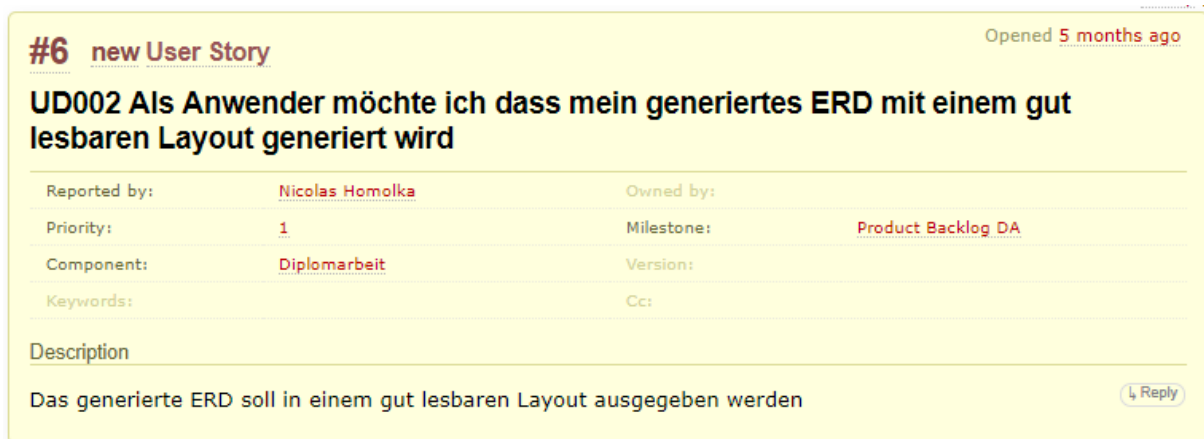 Opened 5 months ago
#6 new User Story
UD002 Als Anwender möchte ich dass mein generiertes ERD mit einem gut
lesbaren Layout generiert wird
Reported by: Nicolas Homolka Owned by:
Priority: 1 Milestone: Product Backlog DA
Component: Diplomarbeit Version:
Keywords: Cc:
Description
Das generierte ERD soll in einem gut lesbaren Layout ausgegeben werden
↳ Reply